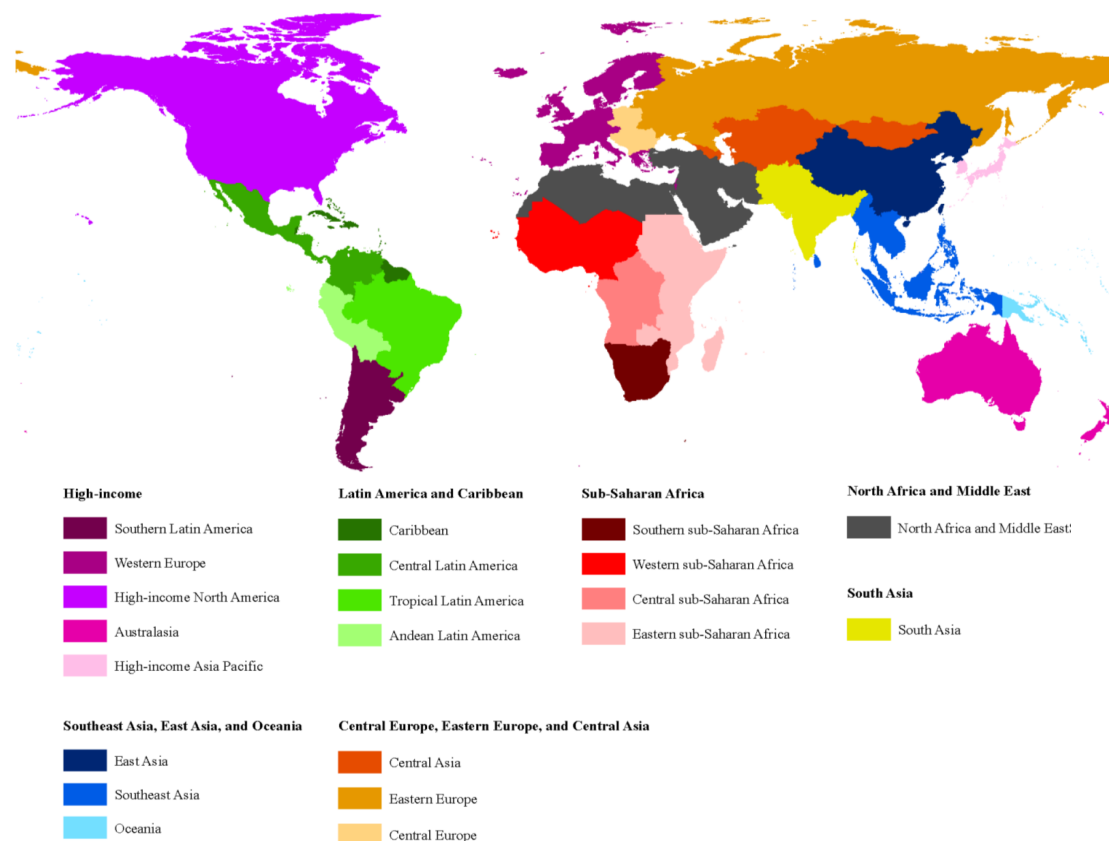 High-income
Southern Latin America
Western Europe
High-income North America
Australasia
High-income Asia Pacific
Latin America and Caribbean
Caribbean
Central Latin America
Tropical Latin America
Andean Latin America
Sub-Saharan Africa
Southern sub-Saharan Africa
Western sub-Saharan Africa
Central sub-Saharan Africa
Eastern sub-Saharan Africa
North Africa and Middle East
North Africa and Middle East
South Asia
South Asia
Southeast Asia, East Asia, and Oceania
East Asia
Southeast Asia
Oceania
Central Europe, Eastern Europe, and Central Asia
Central Asia
Eastern Europe
Central Europe